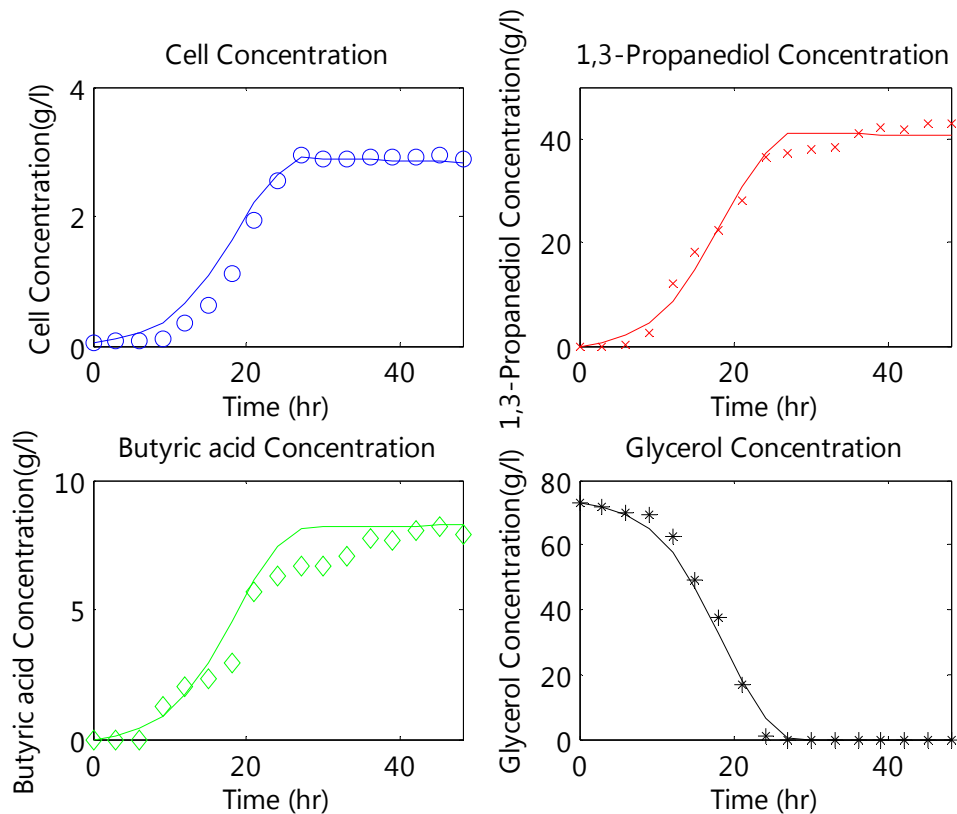 Cell Concentration
Cell Concentration(g/l)
4
2
0
0
20
40
Time (hr)
1,3-Propanediol Concentration
1,3-Propanediol Concentration(g/l)
40
20
0
0
20
40
Time (hr)
Butyric acid Concentration
Butyric acid Concentration(g/l)
10
5
0
0
20
40
Time (hr)
Glycerol Concentration
Glycerol Concentration(g/l)
80
60
40
20
0
0
20
40
Time (hr)